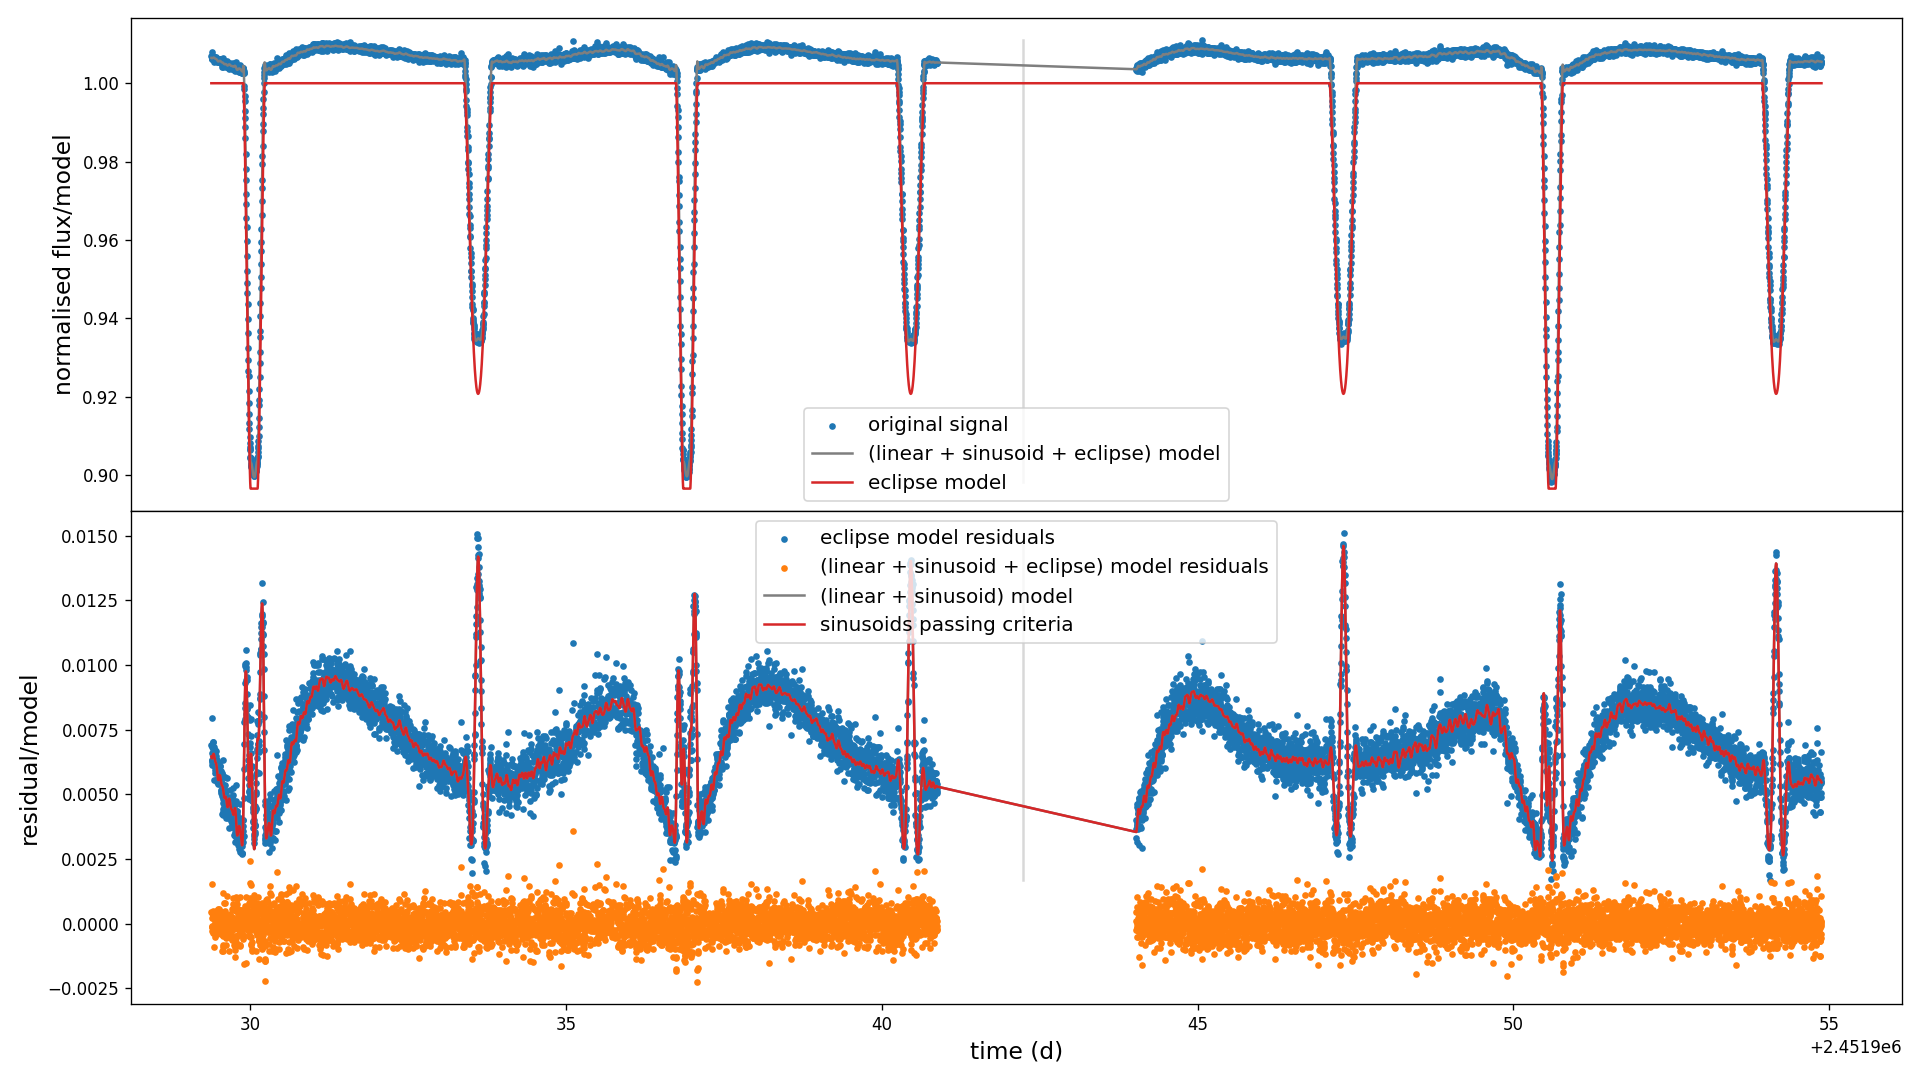 normalised flux/model
1.00
0.98
0.96
0.94
0.92
0.90
original signal
(linear + sinusoid + eclipse) model
eclipse model
residual/model
0.0150
0.0125
0.0100
0.0075
0.0050
0.0025
0.0000
−0.0025
eclipse model residuals
(linear + sinusoid + eclipse) model residuals
(linear + sinusoid) model
sinusoids passing criteria
30
35
40
45
50
55
time (d)
+2.4519e6